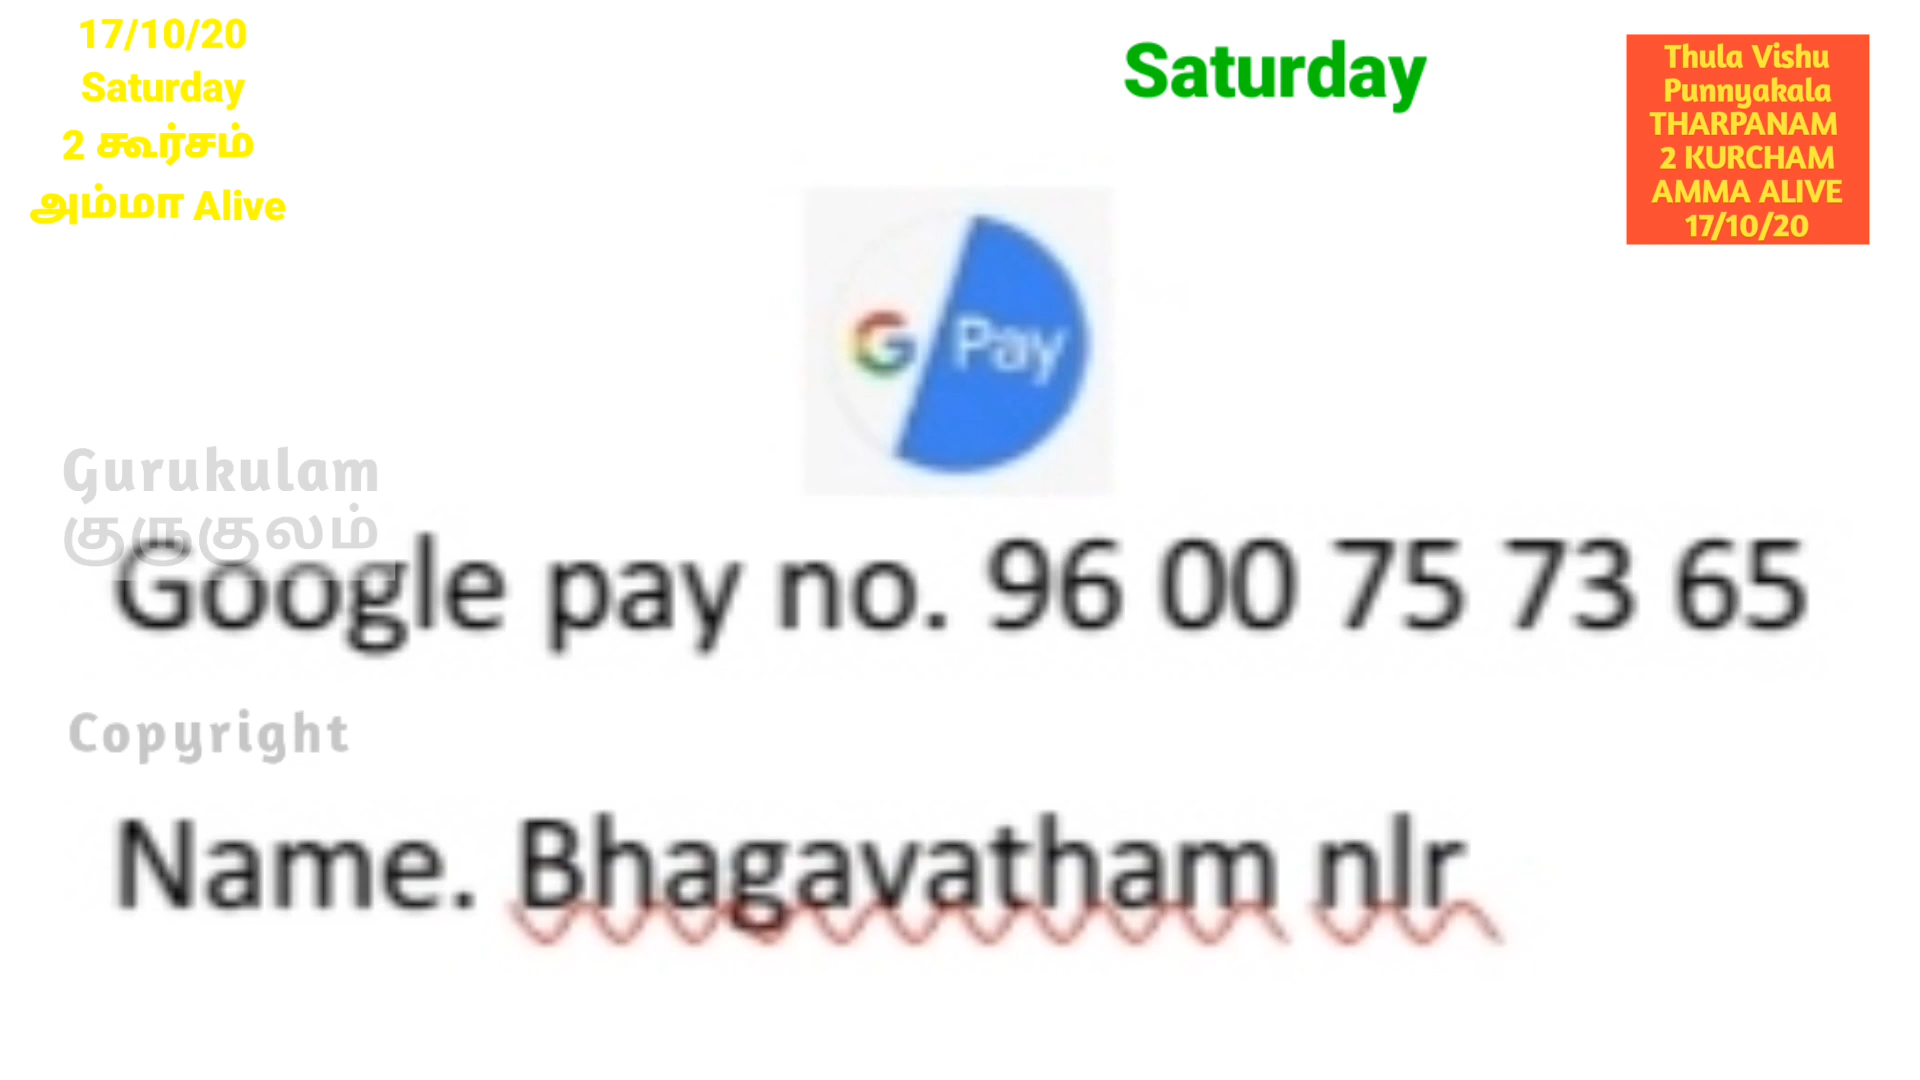 17/10/20
Saturday
2 கூர்சம்
அம்மா Alive
Saturday
Thula Vishu
Punnyakala
THARPANAM
2 KURCHAM
AMMA ALIVE
17/10/20
G Pay
Gurukulam
குருகுலம்
Google pay no. 96 00 75 73 65
Copyright
Name. Bhagavatham nlr